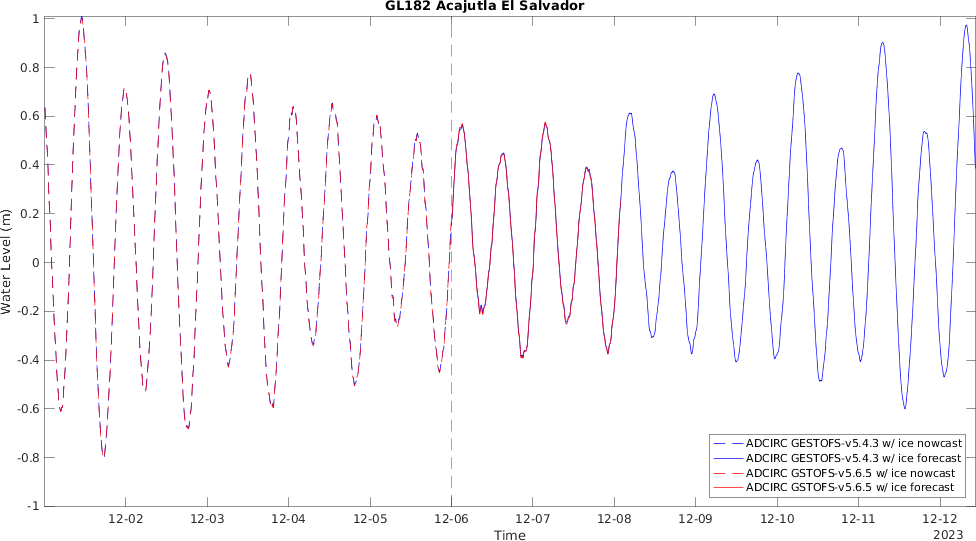 GL182 Acajutla El Salvador
1
0.8
0.6
0.4
0.2
0
-0.2
-0.4
-0.6
-0.8
-1
Water Level (m)
12-02 12-03 12-04 12-05 12-06 12-07 12-08 12-09 12-10 12-11 12-12
Time
2023
ADCIRC GESTOFS-v5.4.3 w/ ice nowcast
ADCIRC GESTOFS-v5.4.3 w/ ice forecast
ADCIRC GSTOFS-v5.6.5 w/ ice nowcast
ADCIRC GSTOFS-v5.6.5 w/ ice forecast